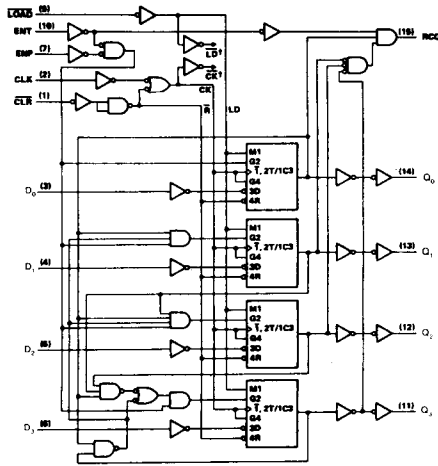 LOAD (9)
ENT (10)
ENP (7)
CLK (2)
CLR (1)
(15) RCO
LD†
CK†
CK
R
LD
M1
G2
T, 2T/1C3
G4
3D
4R
D0 (3)
(14) Q0
M1
G2
T, 2T/1C3
G4
3D
4R
D1 (4)
(13) Q1
M1
G2
T, 2T/1C3
G4
3D
4R
D2 (5)
(12) Q2
M1
G2
T, 2T/1C3
G4
3D
4R
D3 (6)
(11) Q3